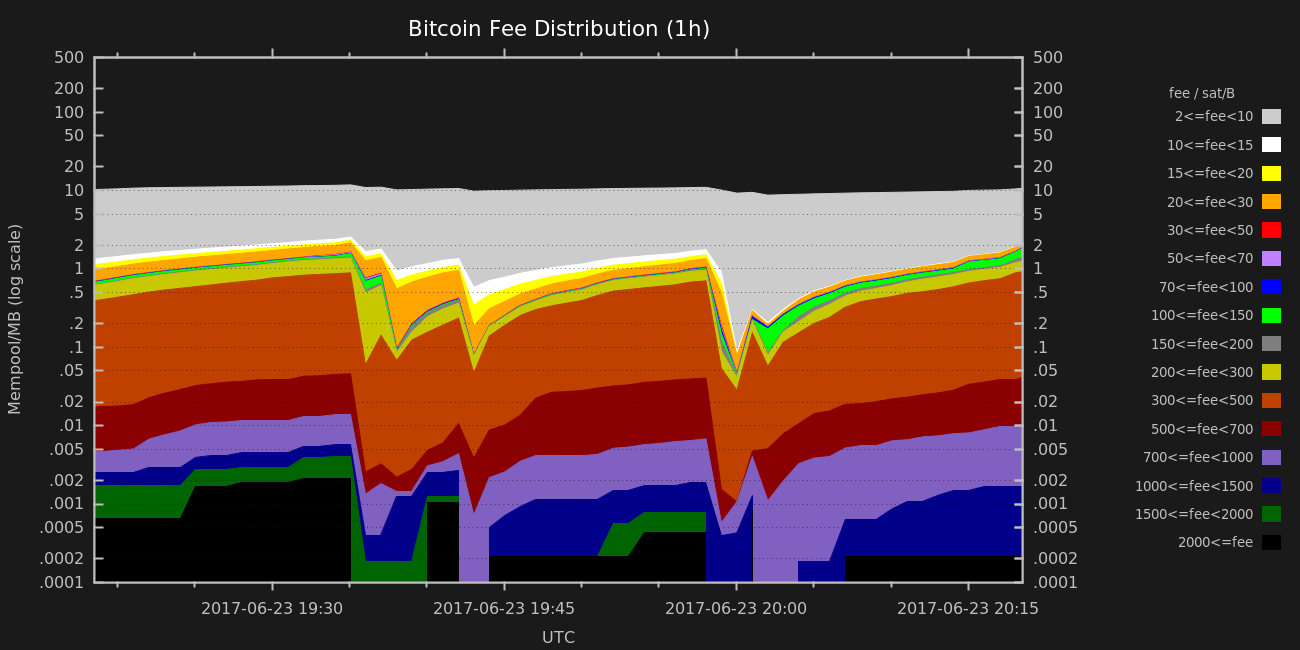 Bitcoin Fee Distribution (1h)
Mempool/MB (log scale)
500
200
100
50
20
10
5
2
1
.5
.2
.1
.05
.02
.01
.005
.002
.001
.0005
.0002
.0001
500
200
100
50
20
10
5
2
1
.5
.2
.1
.05
.02
.01
.005
.002
.001
.0005
.0002
.0001
2017-06-23 19:30
2017-06-23 19:45
2017-06-23 20:00
2017-06-23 20:15
UTC
fee / sat/B
2<=fee<10
10<=fee<15
15<=fee<20
20<=fee<30
30<=fee<50
50<=fee<70
70<=fee<100
100<=fee<150
150<=fee<200
200<=fee<300
300<=fee<500
500<=fee<700
700<=fee<1000
1000<=fee<1500
1500<=fee<2000
2000<=fee